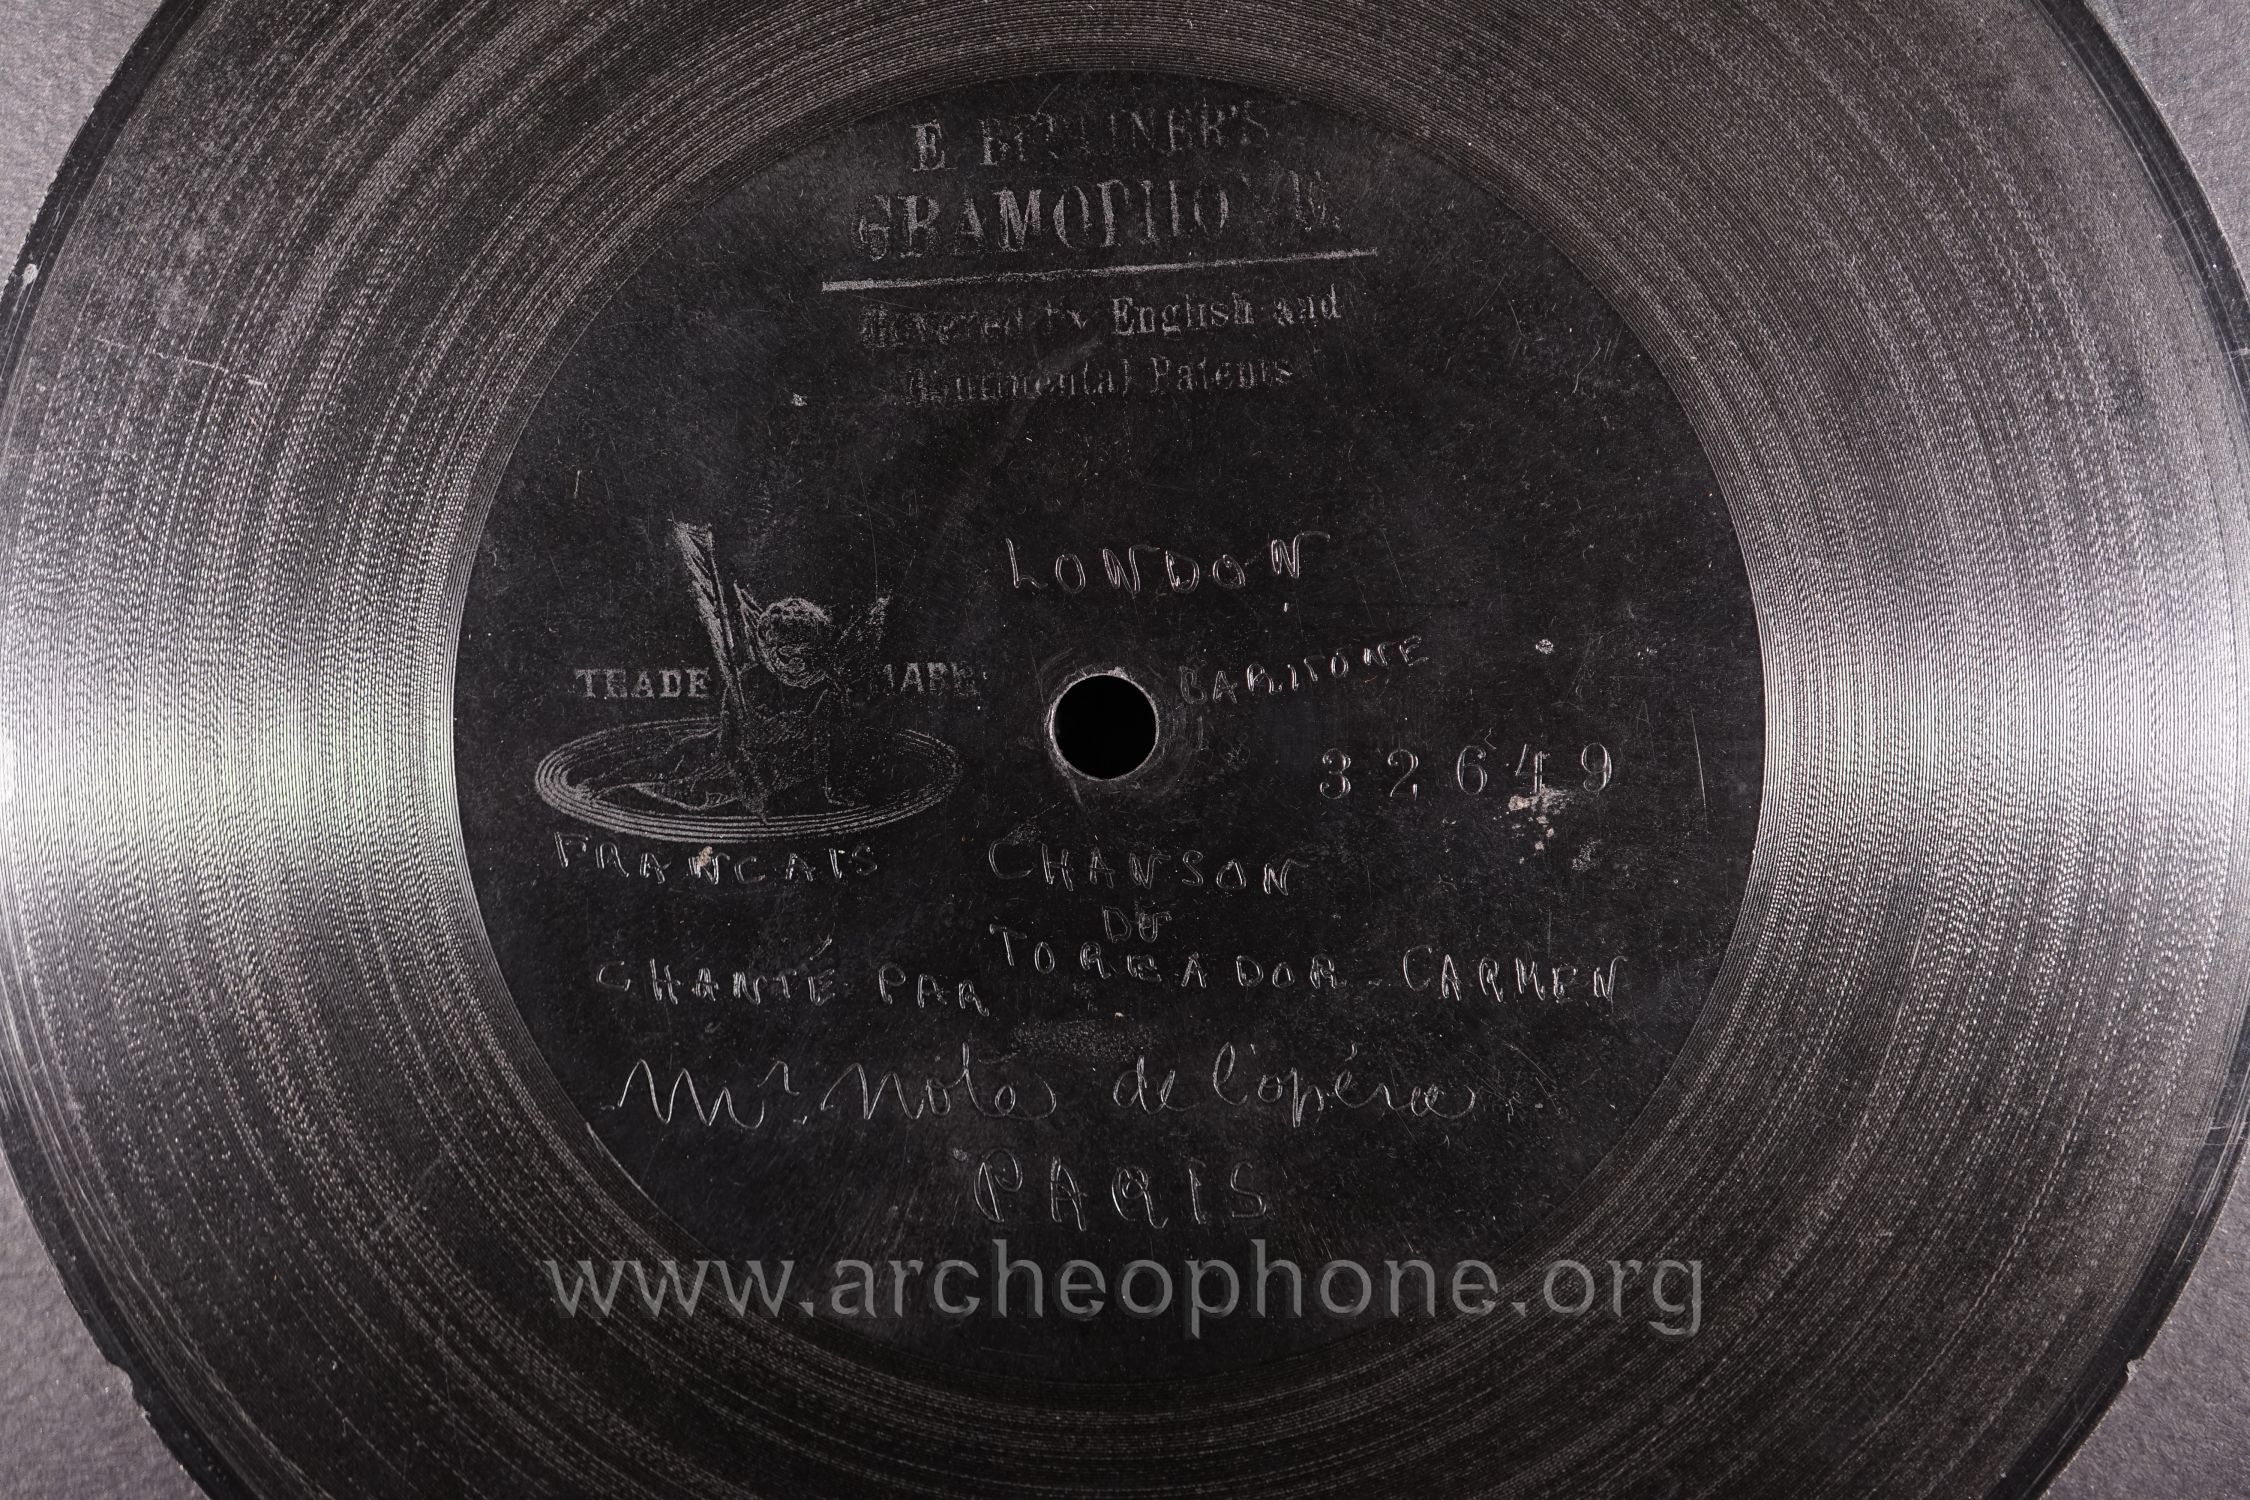 E BERLINER'S
GRAMOPHONE
Covered by English and
Continental Patents
LONDON
TRADE MARK
BARITONE
32649
FRANCAIS
CHANSON
DU
TOREADOR - CARMEN
CHANTÉ PAR
Mr. Note de l'opéra
PARIS
www.archeophone.org